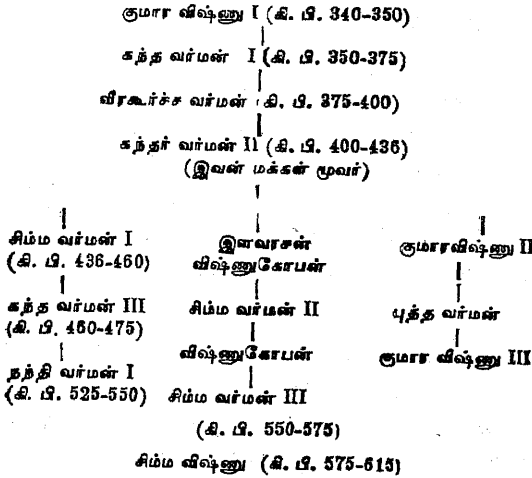 குமார விஷ்ணு I (கி. பி. 340-350)
கந்த வர்மன் I (கி. பி. 350-375)
வீரகூர்ச்ச வர்மன் கி. பி. 375-400)
கந்தர் வர்மன் II (கி. பி. 400-436)
(இவன் மக்கள் மூவர்)
சிம்ம வர்மன் I இளவரசன் குமாரவிஷ்ணு II
(கி. பி. 436-460) விஷ்ணுகோபன்
கந்த வர்மன் III சிம்ம வர்மன் II புத்த வர்மன்
(கி. பி. 460-475)
விஷ்ணுகோபன் குமார விஷ்ணு III
நந்தி வர்மன் I
(கி. பி. 525-550) சிம்ம வர்மன் III
(கி. பி. 550-575)
சிம்ம விஷ்ணு (கி. பி. 575-615)